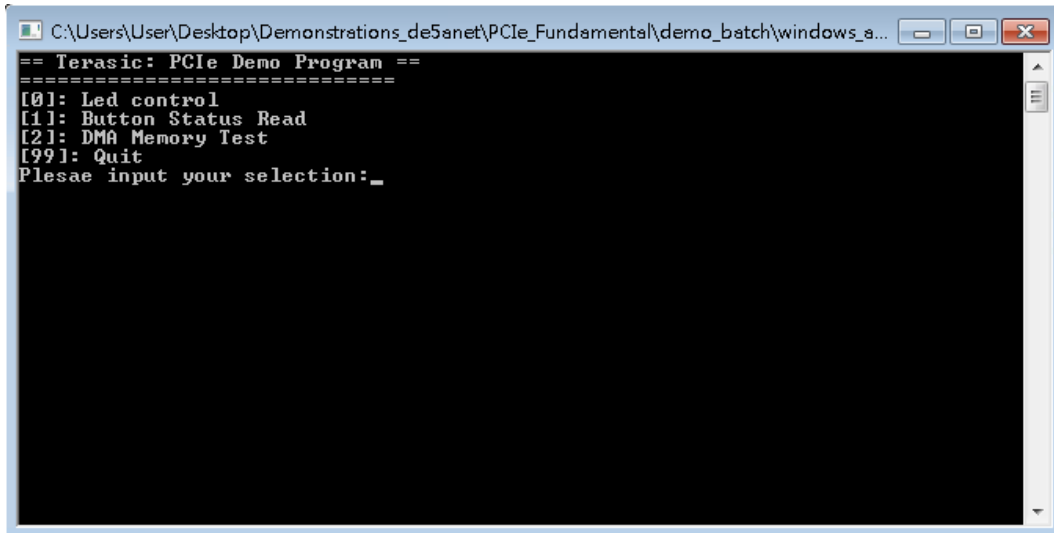 C:\Users\User\Desktop\Demonstrations_de5anet\PCIe_Fundamental\demo_batch\windows_a...
== Terasic: PCIe Demo Program ==
==============================
[0]: Led control
[1]: Button Status Read
[2]: DMA Memory Test
[99]: Quit
Plesae input your selection:_